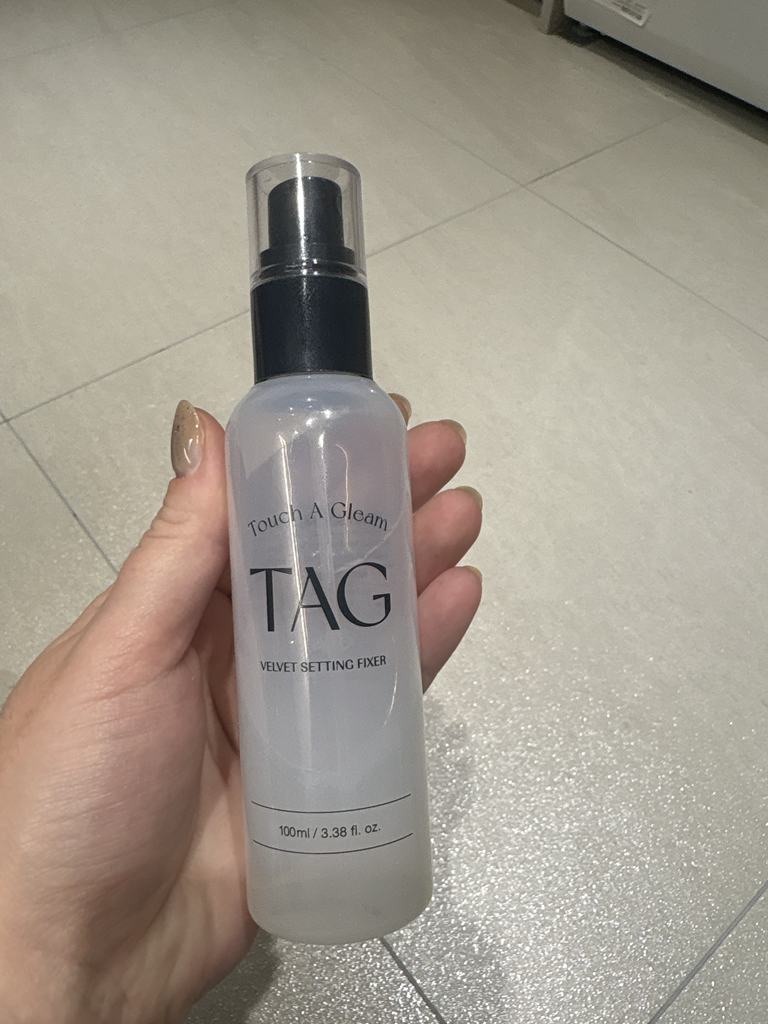 Touch A Gleam
TAG
VELVET SETTING FIXER
100ml / 3.38 fl. oz.